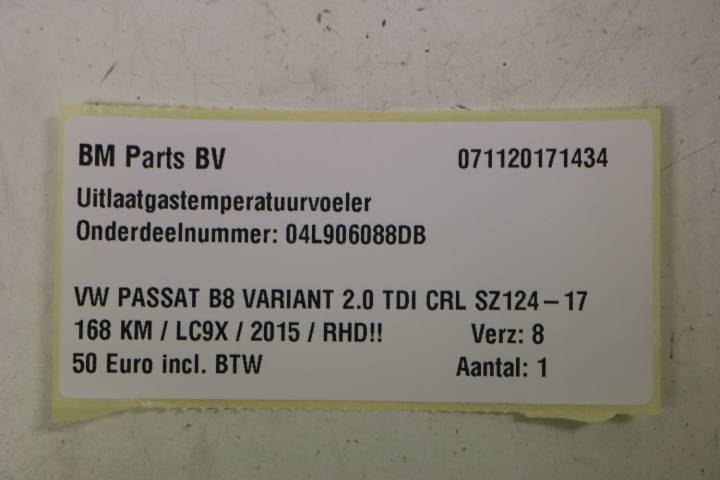 BM Parts BV 071120171434
Uitlaatgastemperatuurvoeler
Onderdeelnummer: 04L906088DB
VW PASSAT B8 VARIANT 2.0 TDI CRL SZ124-17
168 KM / LC9X / 2015 / RHD!! Verz: 8
50 Euro incl. BTW Aantal: 1